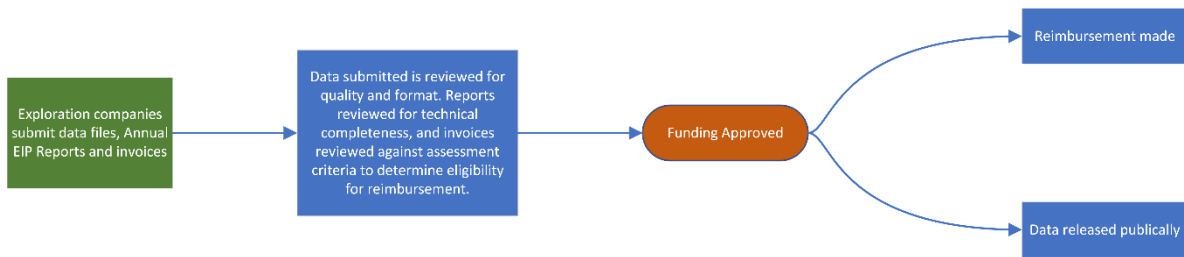 Exploration companies
submit data files, Annual
EIP Reports and invoices
Data submitted is reviewed for
quality and format. Reports
reviewed for technical
completeness, and invoices
reviewed against assessment
criteria to determine eligibility
for reimbursement.
Funding Approved
Reimbursement made
Data released publically